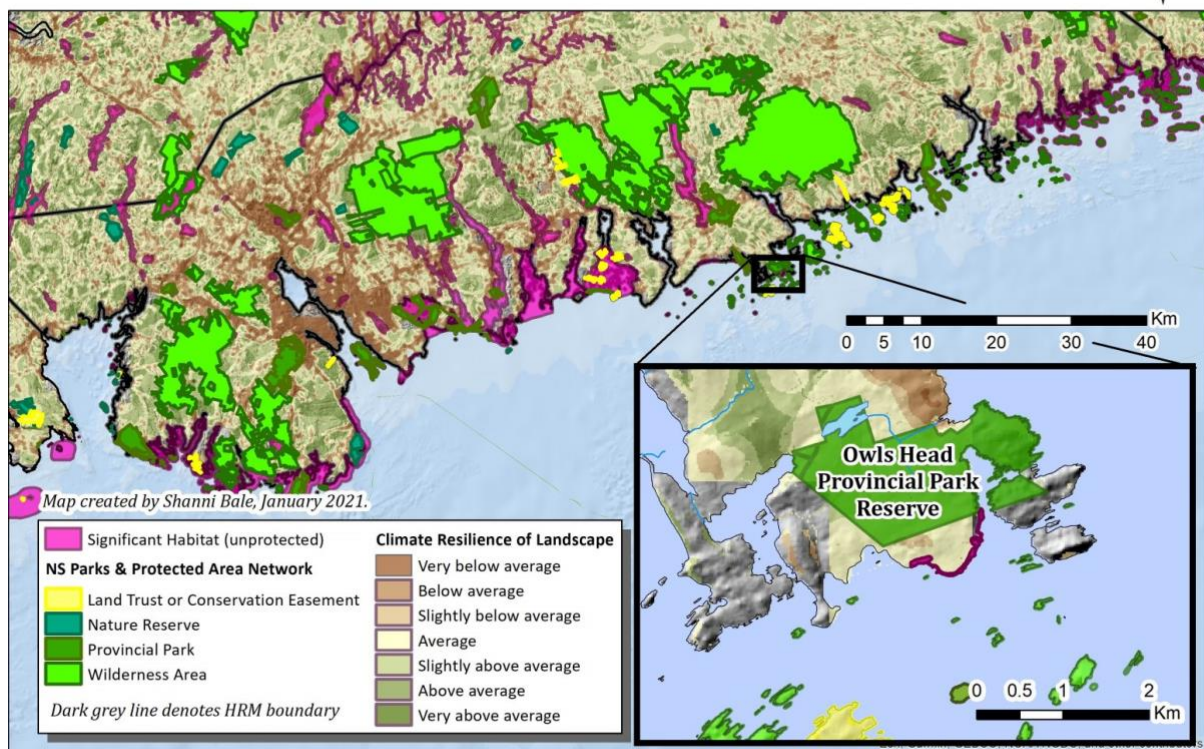 Km
0 5 10 20 30 40
Owls Head
Provincial Park
Reserve
0 0.5 1 2
Km
Map created by Shanni Bale, January 2021.
Significant Habitat (unprotected)
NS Parks & Protected Area Network
Land Trust or Conservation Easement
Nature Reserve
Provincial Park
Wilderness Area
Dark grey line denotes HRM boundary
Climate Resilience of Landscape
Very below average
Below average
Slightly below average
Average
Slightly above average
Above average
Very above average